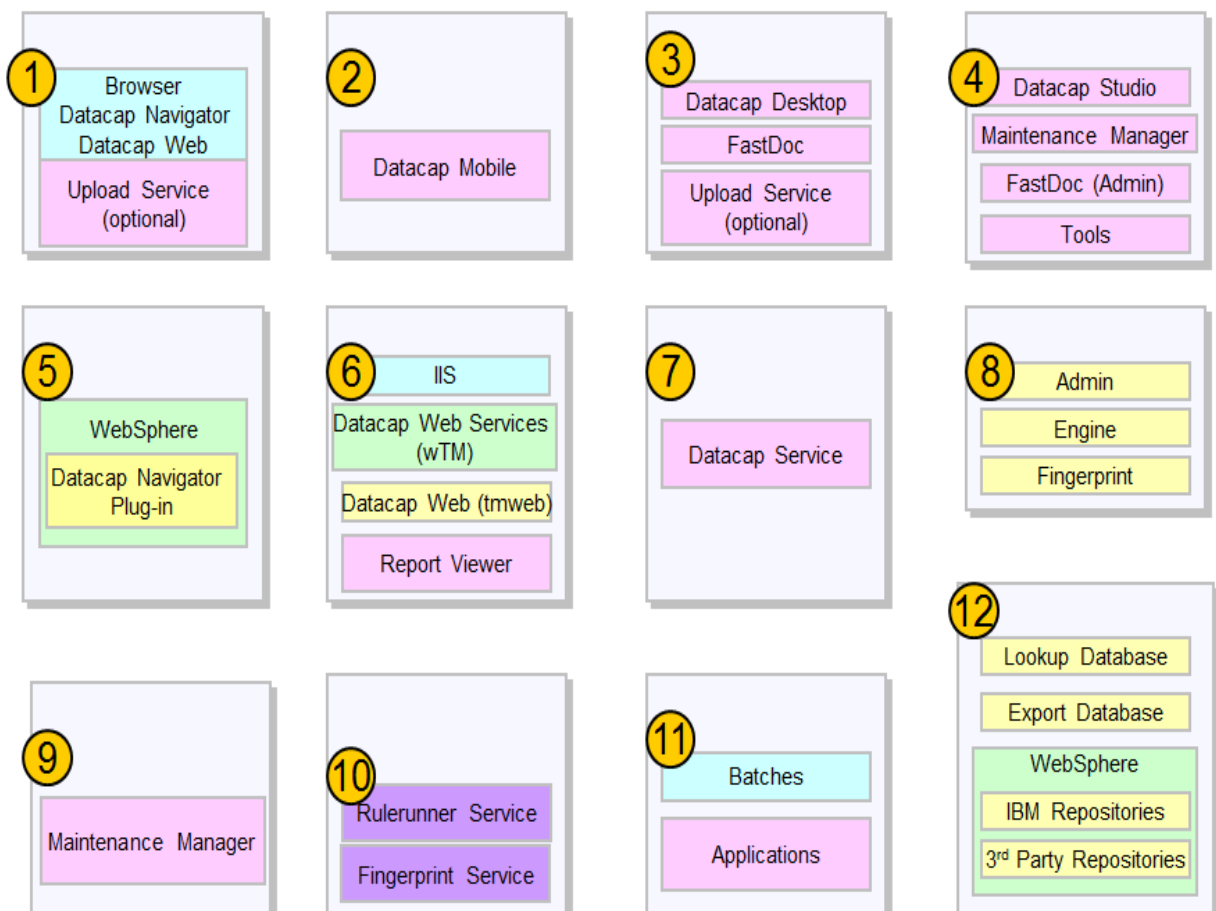 1
Browser
Datacap Navigator
Datacap Web
Upload Service
(optional)
2
Datacap Mobile
3
Datacap Desktop
FastDoc
Upload Service
(optional)
4
Datacap Studio
Maintenance Manager
FastDoc (Admin)
Tools
5
WebSphere
Datacap Navigator
Plug-in
6
IIS
Datacap Web Services
(wTM)
Datacap Web (tmweb)
Report Viewer
7
Datacap Service
8
Admin
Engine
Fingerprint
9
Maintenance Manager
10
Rulerunner Service
Fingerprint Service
11
Batches
Applications
12
Lookup Database
Export Database
WebSphere
IBM Repositories
3rd Party Repositories